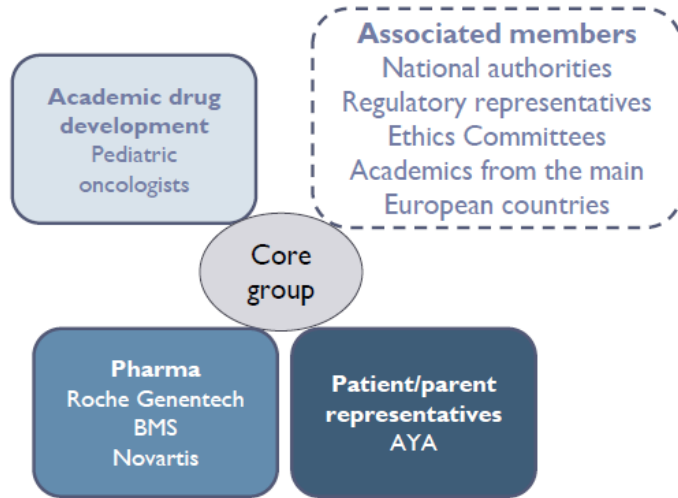 Academic drug
development
Pediatric
oncologists
Associated members
National authorities
Regulatory representatives
Ethics Committees
Academics from the main
European countries
Core
group
Pharma
Roche Genentech
BMS
Novartis
Patient/parent
representatives
AYA